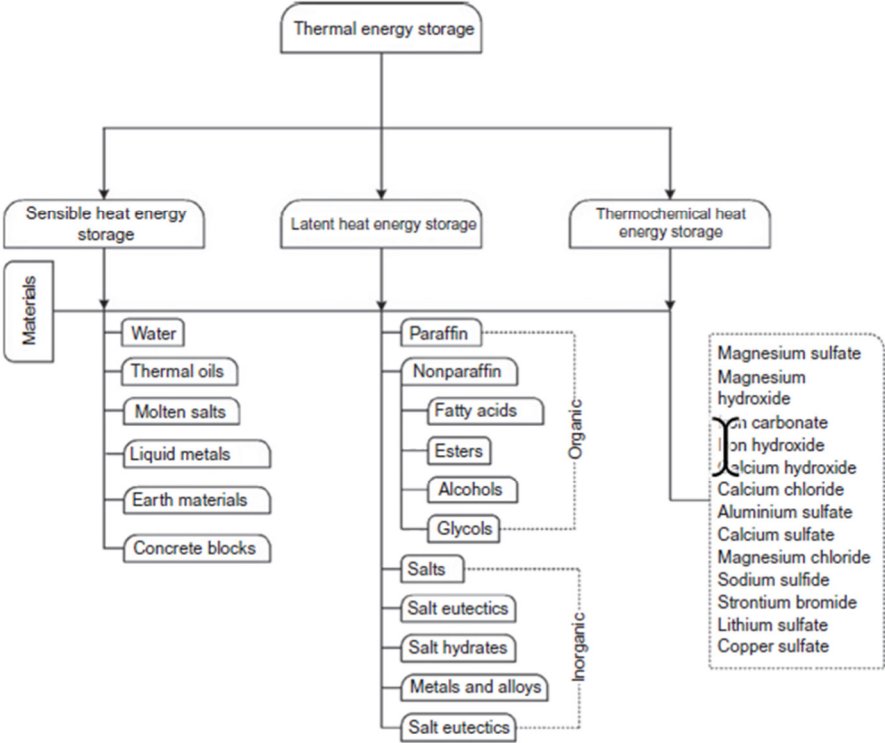 Thermal energy storage
Sensible heat energy
storage
Latent heat energy storage
Thermochemical heat
energy storage
Materials
Water
Thermal oils
Molten salts
Liquid metals
Earth materials
Concrete blocks
Paraffin
Nonparaffin
Fatty acids
Esters
Alcohols
Glycols
Organic
Salts
Salt eutectics
Salt hydrates
Metals and alloys
Salt eutectics
Inorganic
Magnesium sulfate
Magnesium
hydroxide
carbonate
hydroxide
hydroxide
Calcium chloride
Aluminium sulfate
Calcium sulfate
Magnesium chloride
Sodium sulfide
Strontium bromide
Lithium sulfate
Copper sulfate